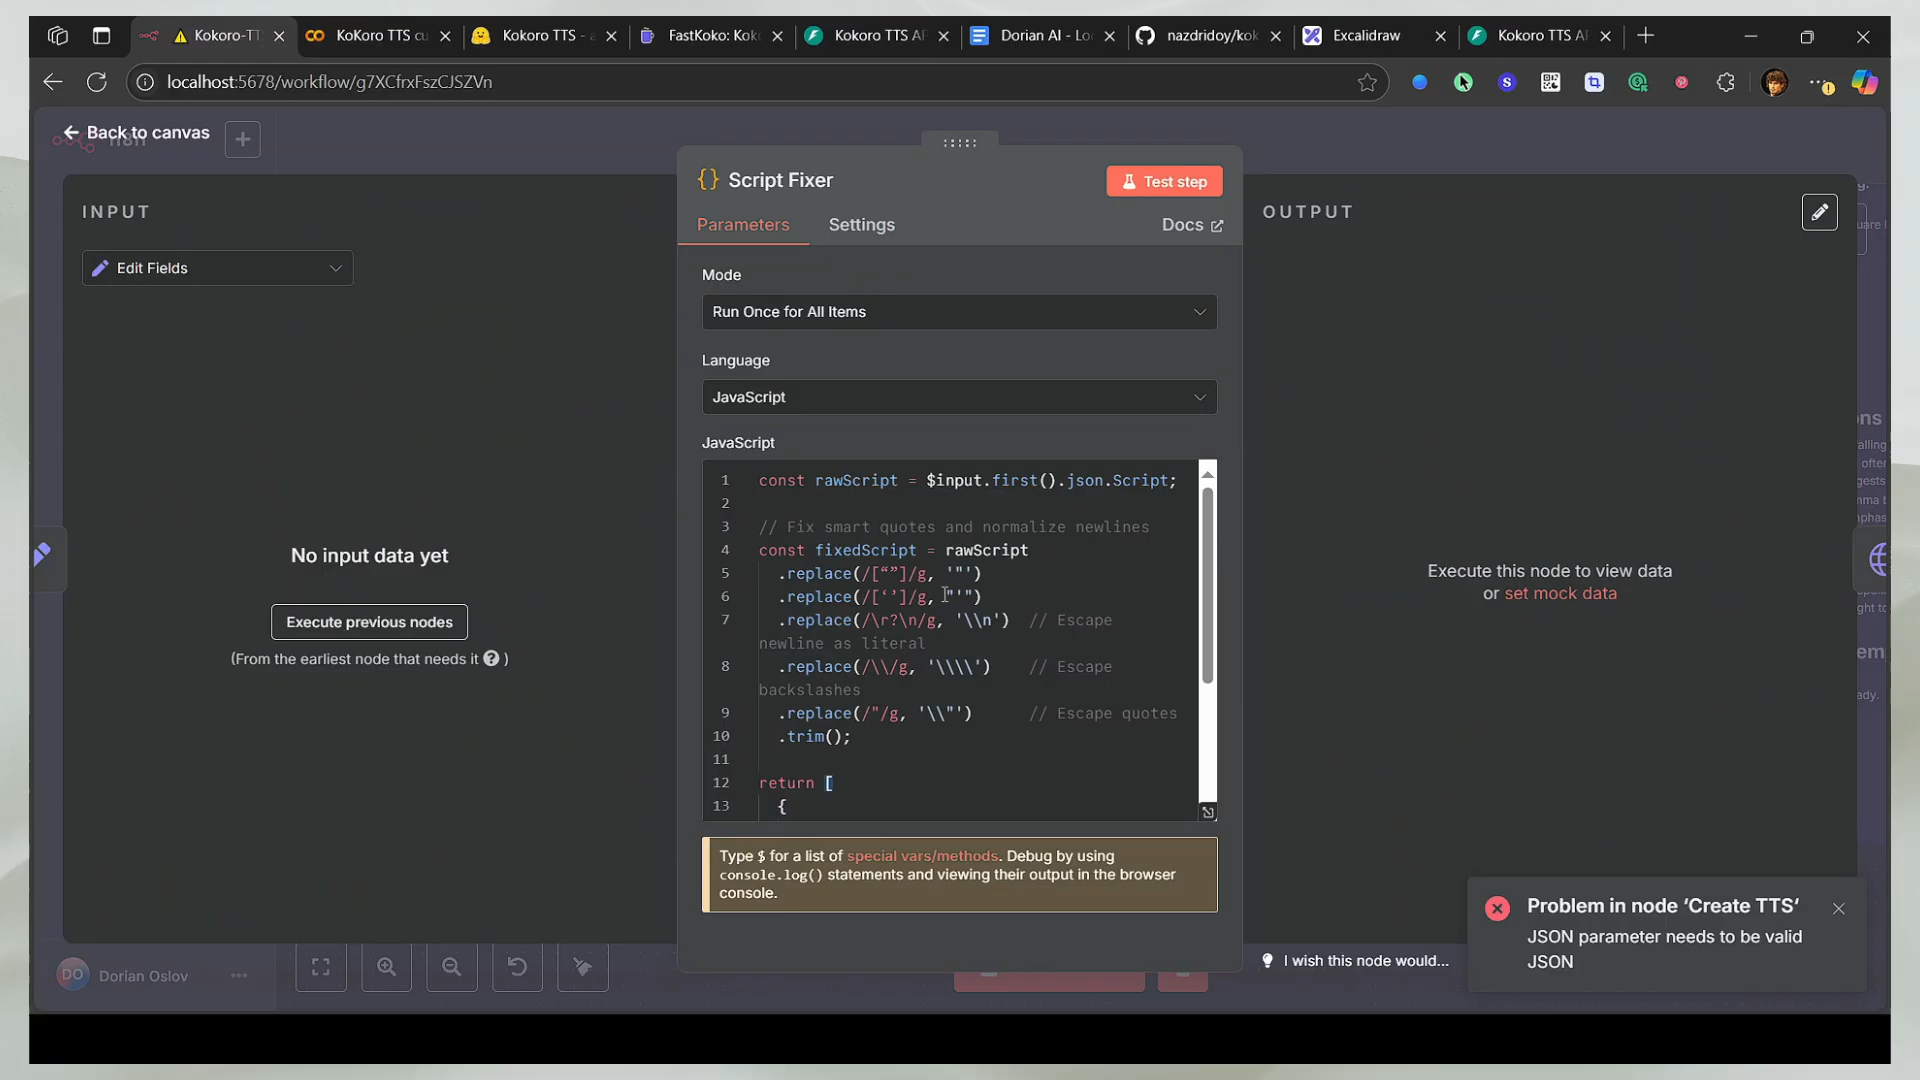 Kokoro-TT
KoKoro TTS cu
Kokoro TTS - a
FastKoko: Kok
Kokoro TTS AP
Dorian AI - Lo
nazdridoy/kok
Excalidraw
Kokoro TTS AP
localhost:5678/workflow/g7XCfrxFszCJSZVn
Back to canvas
n8n
Script Fixer
Test step
INPUT
OUTPUT
Parameters
Settings
Docs
Edit Fields
Mode
Run Once for All Items
Language
JavaScript
JavaScript
1 const rawScript = $input.first().json.Script;
2
3 // Fix smart quotes and normalize newlines
4 const fixedScript = rawScript
5 .replace(/[“”]/g, '"')
6 .replace(/[‘’]/g, "'")
7 .replace(/\r?\n/g, '\\n') // Escape
newline as literal
8 .replace(/\\/g, '\\\\') // Escape
backslashes
9 .replace(/"/g, '\\"') // Escape quotes
10 .trim();
11
12 return [
13 {
No input data yet
Execute previous nodes
(From the earliest node that needs it ? )
Execute this node to view data
or set mock data
Type $ for a list of special vars/methods. Debug by using
console.log() statements and viewing their output in the browser
console.
Problem in node ‘Create TTS‘
JSON parameter needs to be valid
JSON
I wish this node would...
DO
Dorian Oslov